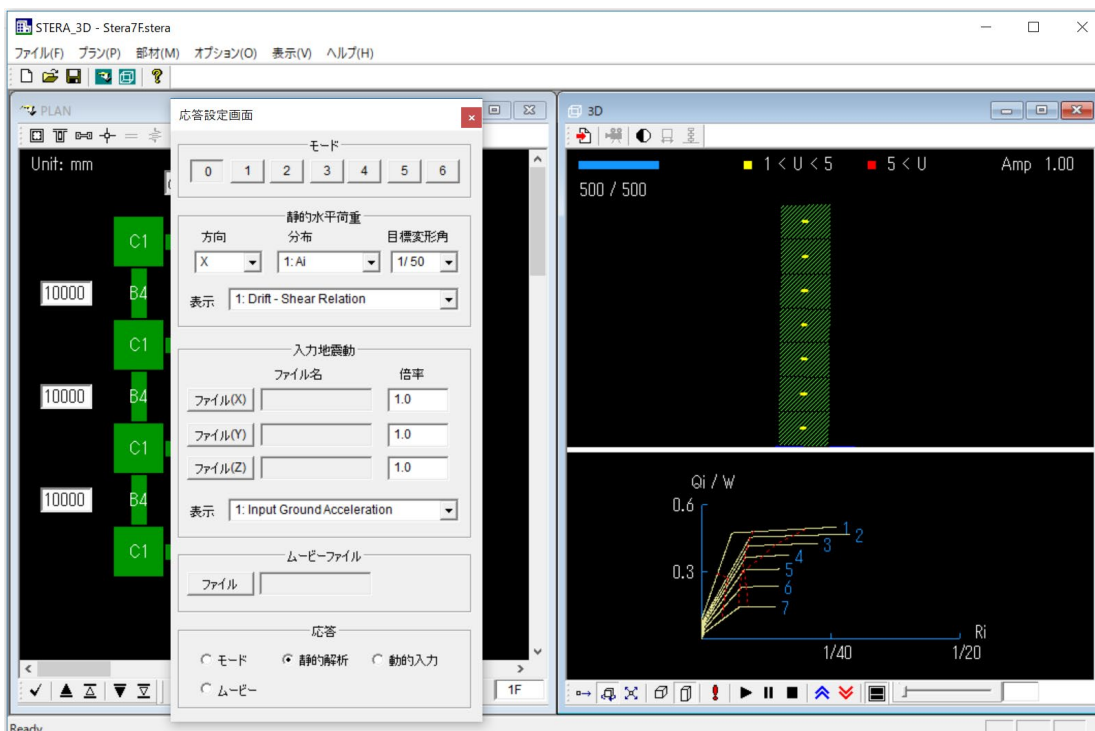 STERA_3D - Stera7F.stera
ファイル(F) プラン(P) 部材(M) オプション(O) 表示(V) ヘルプ(H)
PLAN
Unit: mm
C1
10000 B4
C1
10000 B4
C1
10000 B4
C1
1F
応答設定画面
モード
0 1 2 3 4 5 6
静的水平荷重
方向 分布 目標変形角
X 1: Ai 1/ 50
表示 1: Drift - Shear Relation
入力地震動
ファイル名 倍率
ファイル(X) 1.0
ファイル(Y) 1.0
ファイル(Z) 1.0
表示 1: Input Ground Acceleration
ムービーファイル
ファイル
応答
モード 静的解析 動的入力
ムービー
3D
1 < U < 5 5 < U Amp 1.00
500 / 500
Qi / W
0.6
1
2
3
4
0.3
5
6
7
Ri
1/40 1/20
Ready